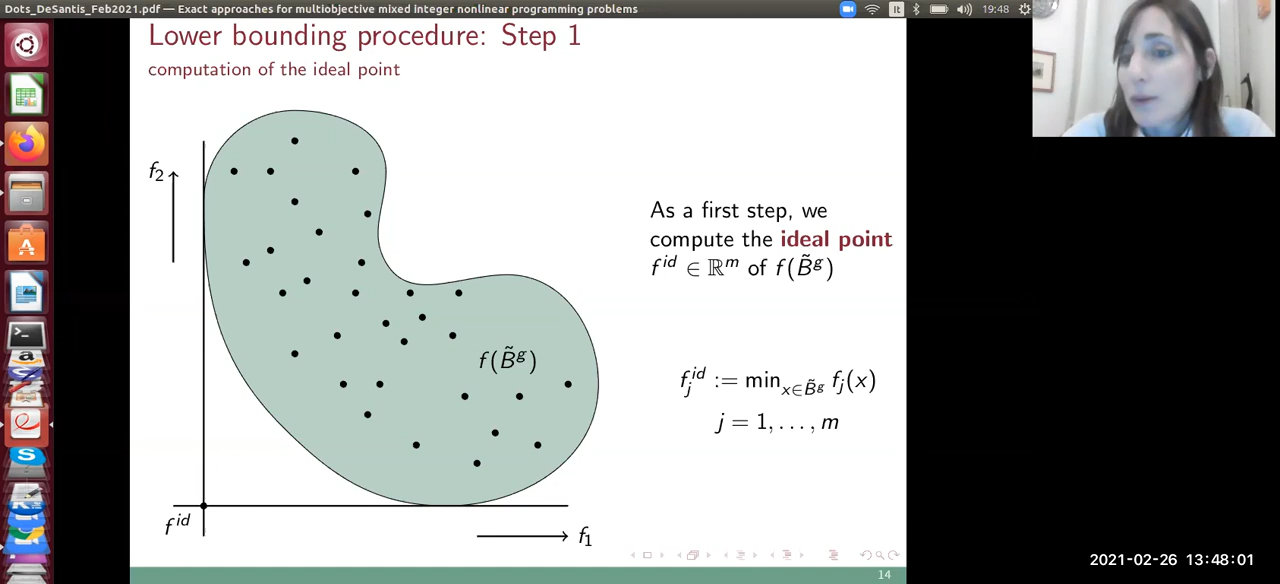 Dots_DeSantis_Feb2021.pdf — Exact approaches for multiobjective mixed integer nonlinear programming problems
It
19:48
Lower bounding procedure: Step 1
computation of the ideal point
f₂
As a first step, we
compute the ideal point
f^{id} ∈ ℝ^m of f(B̃^g)
f(B̃^g)
f_j^{id} := min_{x∈B̃^g} f_j(x)
j = 1, . . . , m
f^{id}
f₁
14
2021-02-26 13:48:01